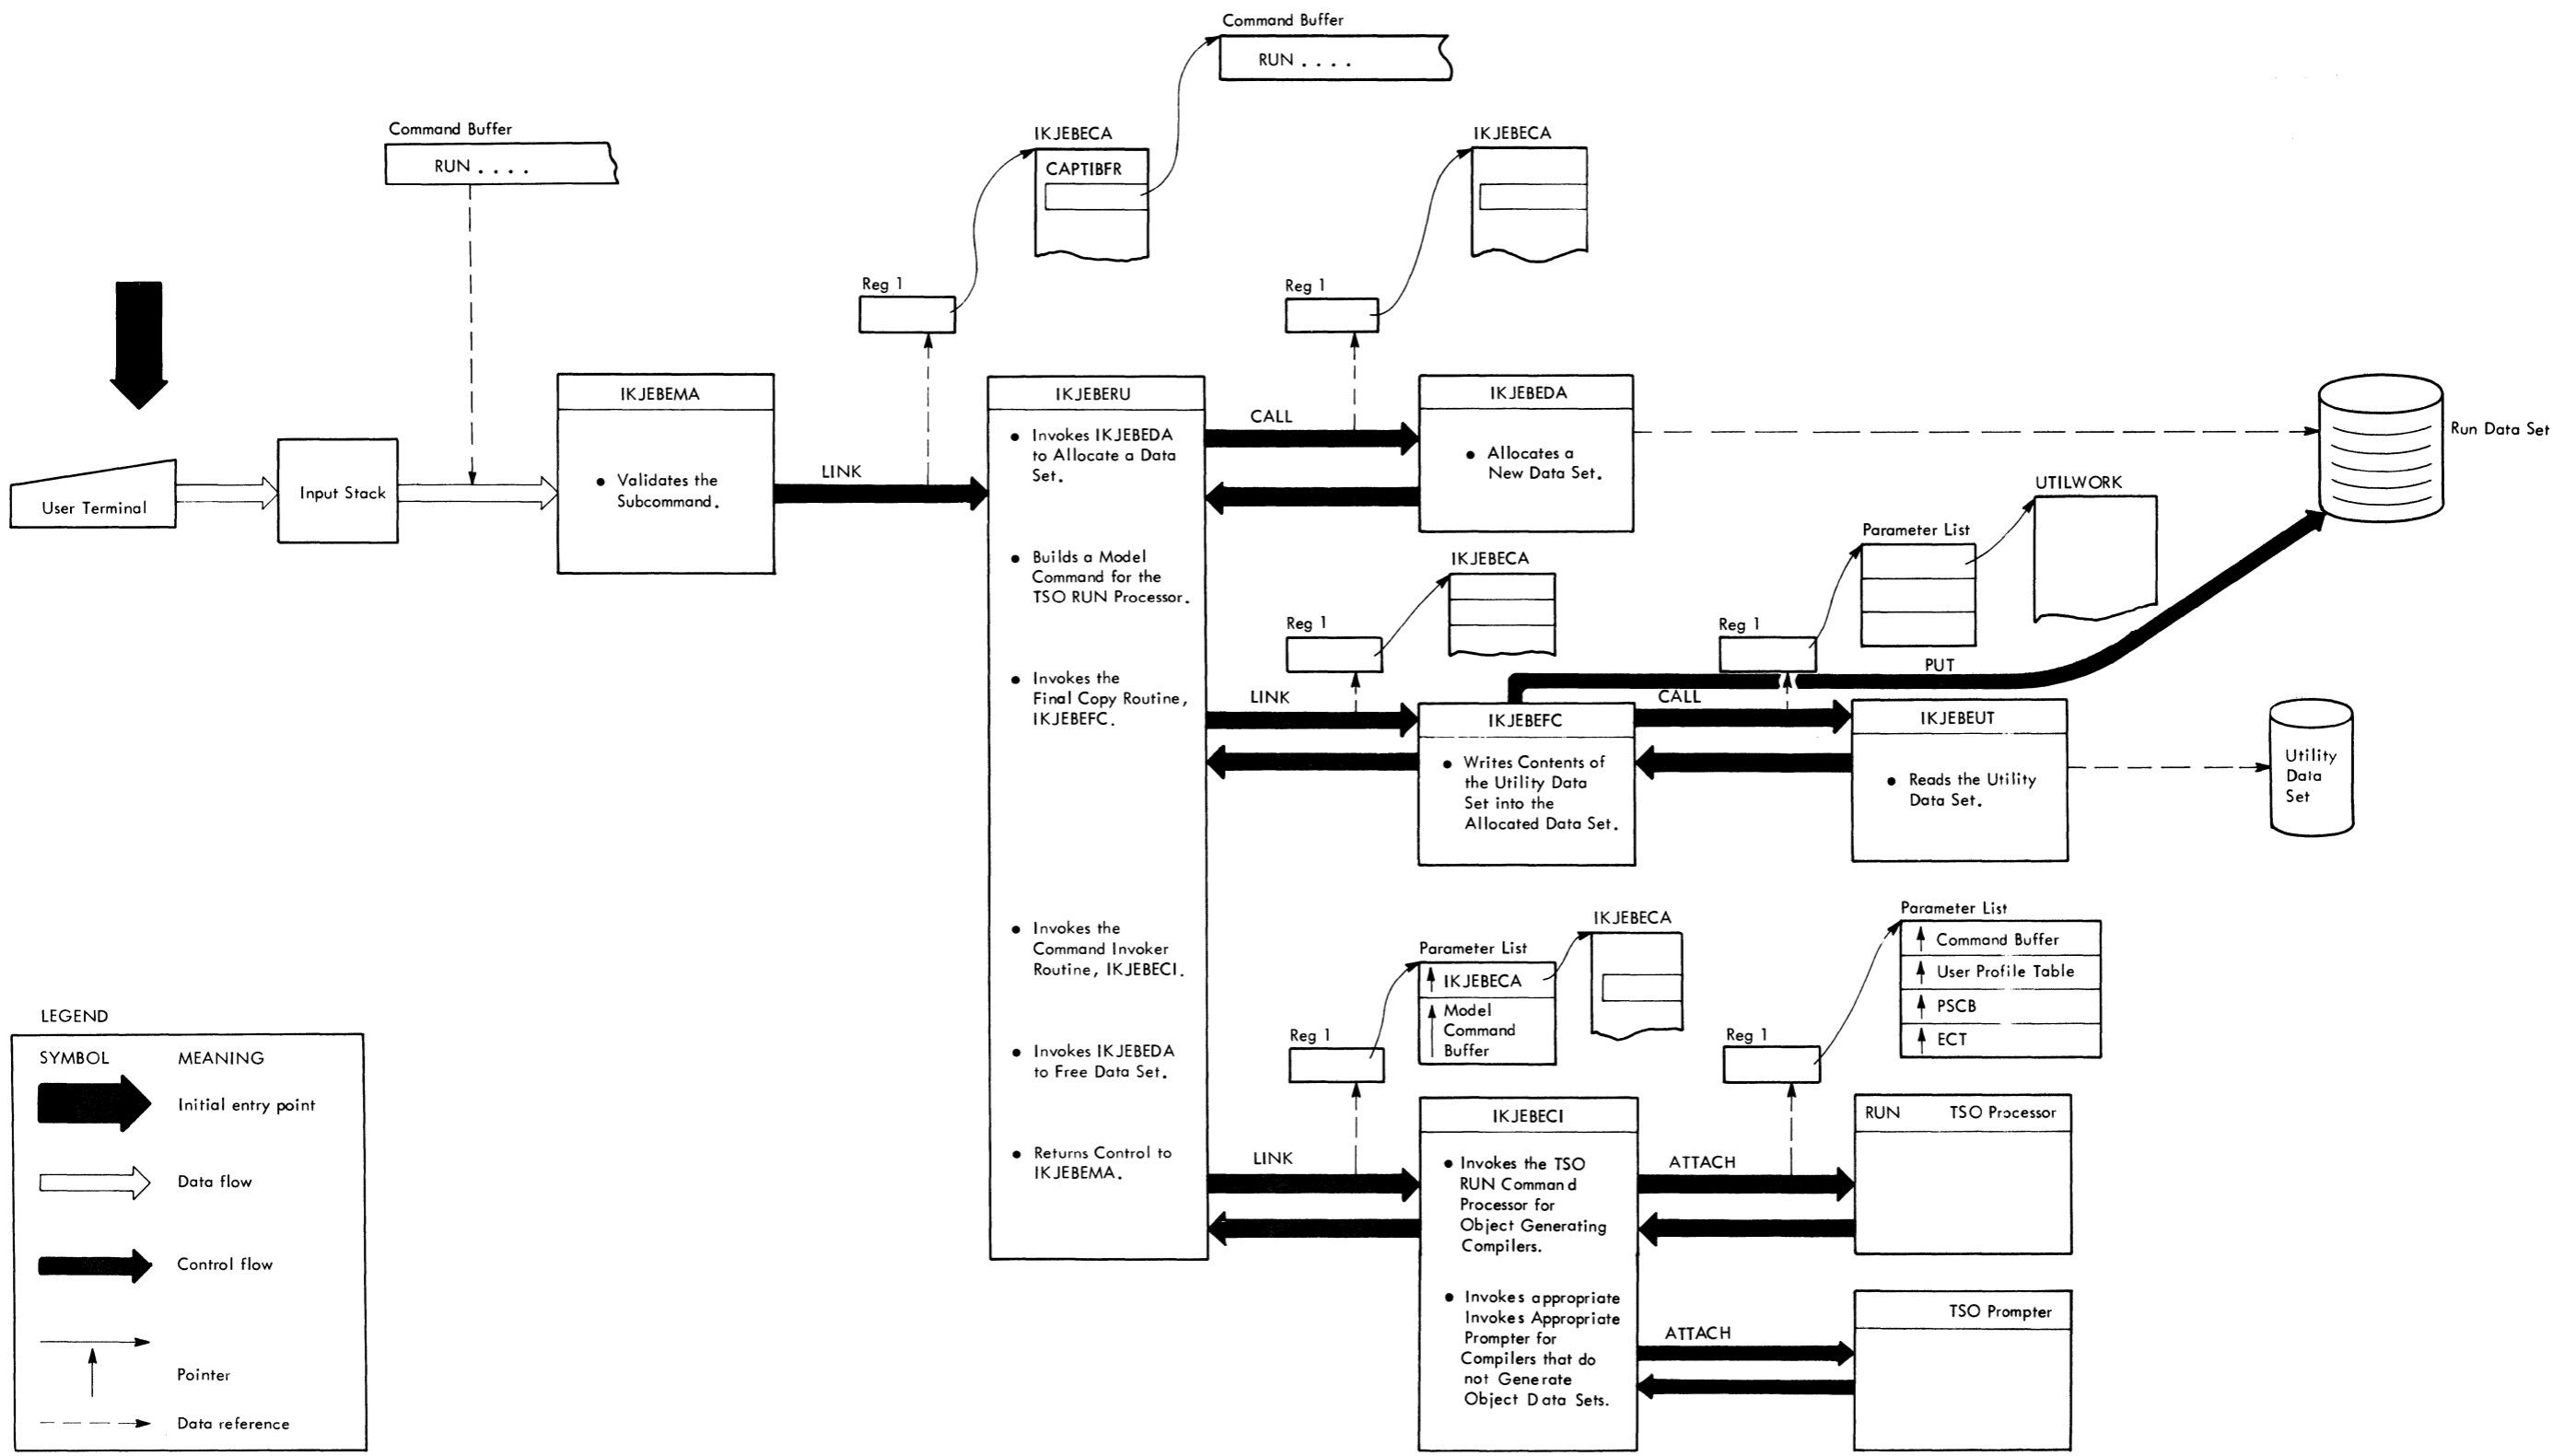 Command Buffer
RUN . . . .
Command Buffer
RUN . . . .
IKJEBECA
CAPTIBFR
IKJEBECA
Reg 1
Reg 1
User Terminal
Input Stack
IKJEBEMA
• Validates the
Subcommand.
LINK
IKJEBERU
• Invokes IKJEBEDA
to Allocate a Data
Set.
• Builds a Model
Command for the
TSO RUN Processor.
• Invokes the
Final Copy Routine,
IKJEBEFC.
• Invokes the
Command Invoker
Routine, IKJEBECI.
• Invokes IKJEBEDA
to Free Data Set.
• Returns Control to
IKJEBEMA.
CALL
IKJEBEDA
• Allocates a
New Data Set.
Run Data Set
UTILWORK
Parameter List
IKJEBECA
Reg 1
Reg 1
PUT
LINK
CALL
IKJEBEFC
• Writes Contents of
the Utility Data
Set into the
Allocated Data Set.
IKJEBEUT
• Reads the Utility
Data Set.
Utility
Data
Set
IKJEBECA
Parameter List
IKJEBECA
Model
Command
Buffer
Reg 1
Parameter List
Command Buffer
User Profile Table
PSCB
ECT
Reg 1
LINK
IKJEBECI
• Invokes the TSO
RUN Command
Processor for
Object Generating
Compilers.
• Invokes appropriate
Invokes Appropriate
Prompter for
Compilers that do
not Generate
Object Data Sets.
ATTACH
RUN TSO Processor
ATTACH
TSO Prompter
LEGEND
SYMBOL MEANING
Initial entry point
Data flow
Control flow
Pointer
Data reference